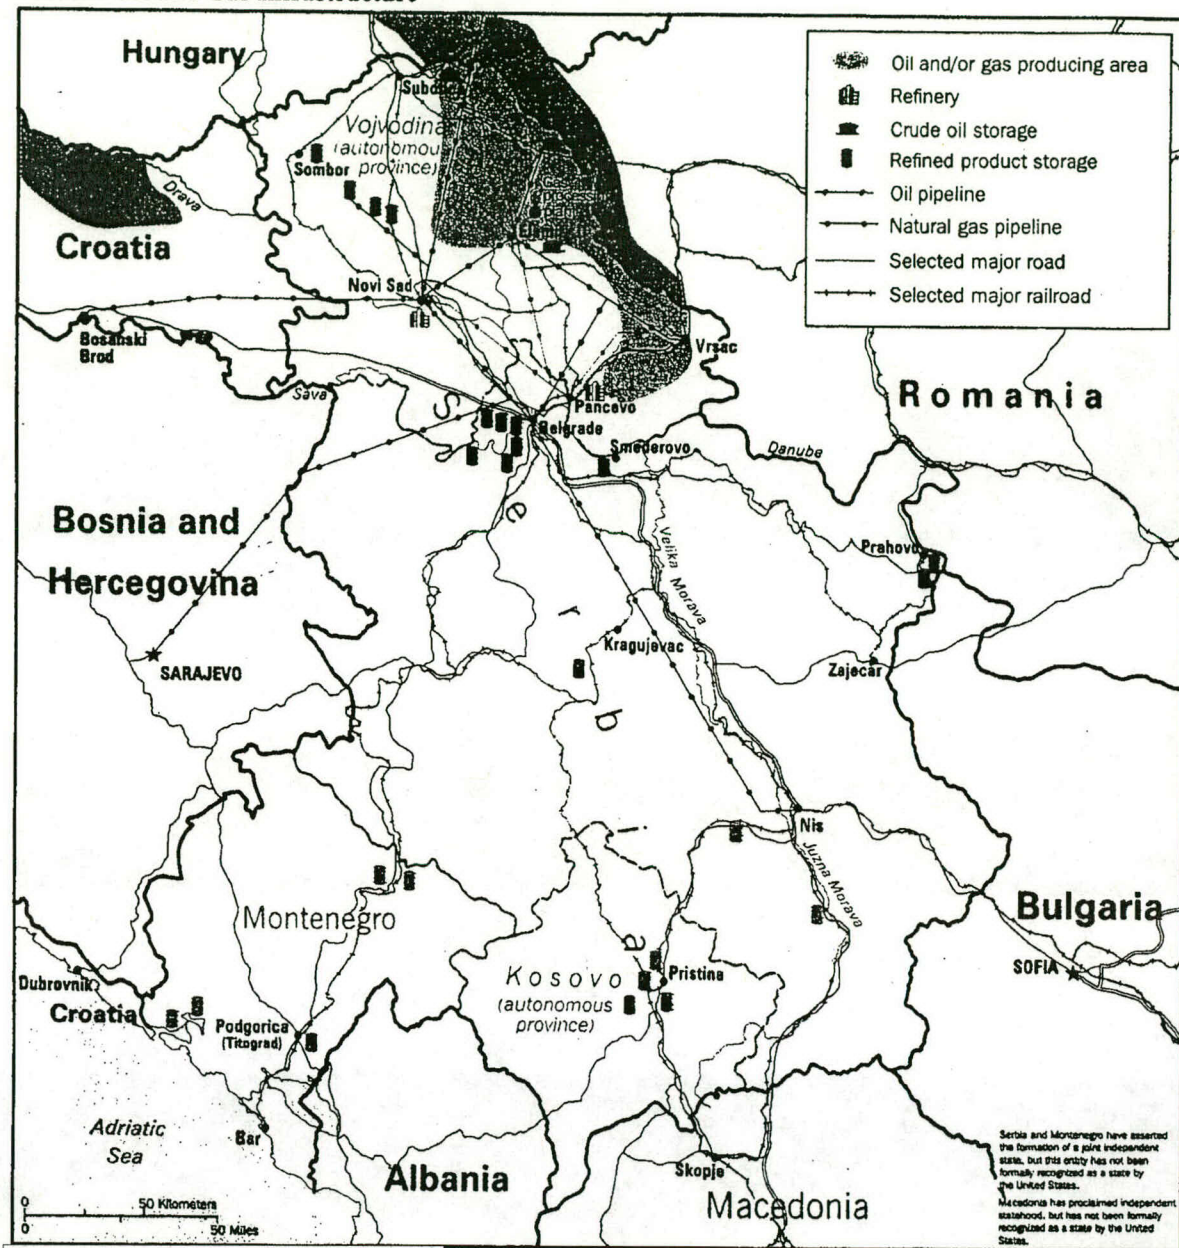 Hungary
Vojvodina
(autonomous
province)
Sombor
Drava
Croatia
Novi Sad
Bosanski
Brod
Sava
Vrsac
Pancevo
Belgrade
Smederovo
Danube
Romania
Oil and/or gas producing area
Refinery
Crude oil storage
Refined product storage
Oil pipeline
Natural gas pipeline
Selected major road
Selected major railroad
Serbia
Bosnia and
Hercegovina
SARAJEVO
Velika Morava
Prahovo
Kragujevac
Zajecar
Nis
Juzna Morava
Montenegro
Bulgaria
SOFIA
Dubrovnik
Croatia
Kosovo
(autonomous
province)
Pristina
Podgorica
(Titograd)
Adriatic
Sea
Bar
Albania
Skopje
Macedonia
0 50 Kilometers
0 50 Miles
Serbia and Montenegro have asserted
the formation of a joint independent
state, but this entity has not been
formally recognized as a state by
the United States.
Macedonia has proclaimed independent
statehood, but has not been formally
recognized as a state by the United
States.